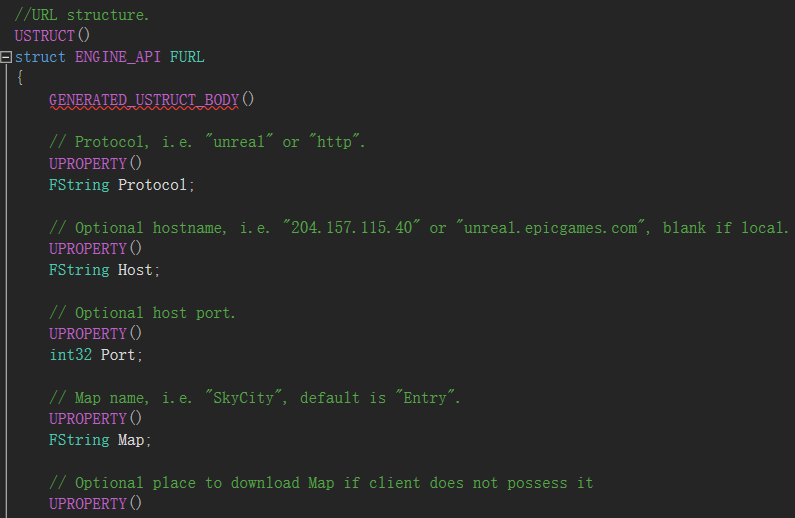 //URL structure.
USTRUCT()
struct ENGINE_API FURL
{
GENERATED_USTRUCT_BODY()
// Protocol, i.e. "unreal" or "http".
UPROPERTY()
FString Protocol;
// Optional hostname, i.e. "204.157.115.40" or "unreal.epicgames.com", blank if local.
UPROPERTY()
FString Host;
// Optional host port.
UPROPERTY()
int32 Port;
// Map name, i.e. "SkyCity", default is "Entry".
UPROPERTY()
FString Map;
// Optional place to download Map if client does not possess it
UPROPERTY()